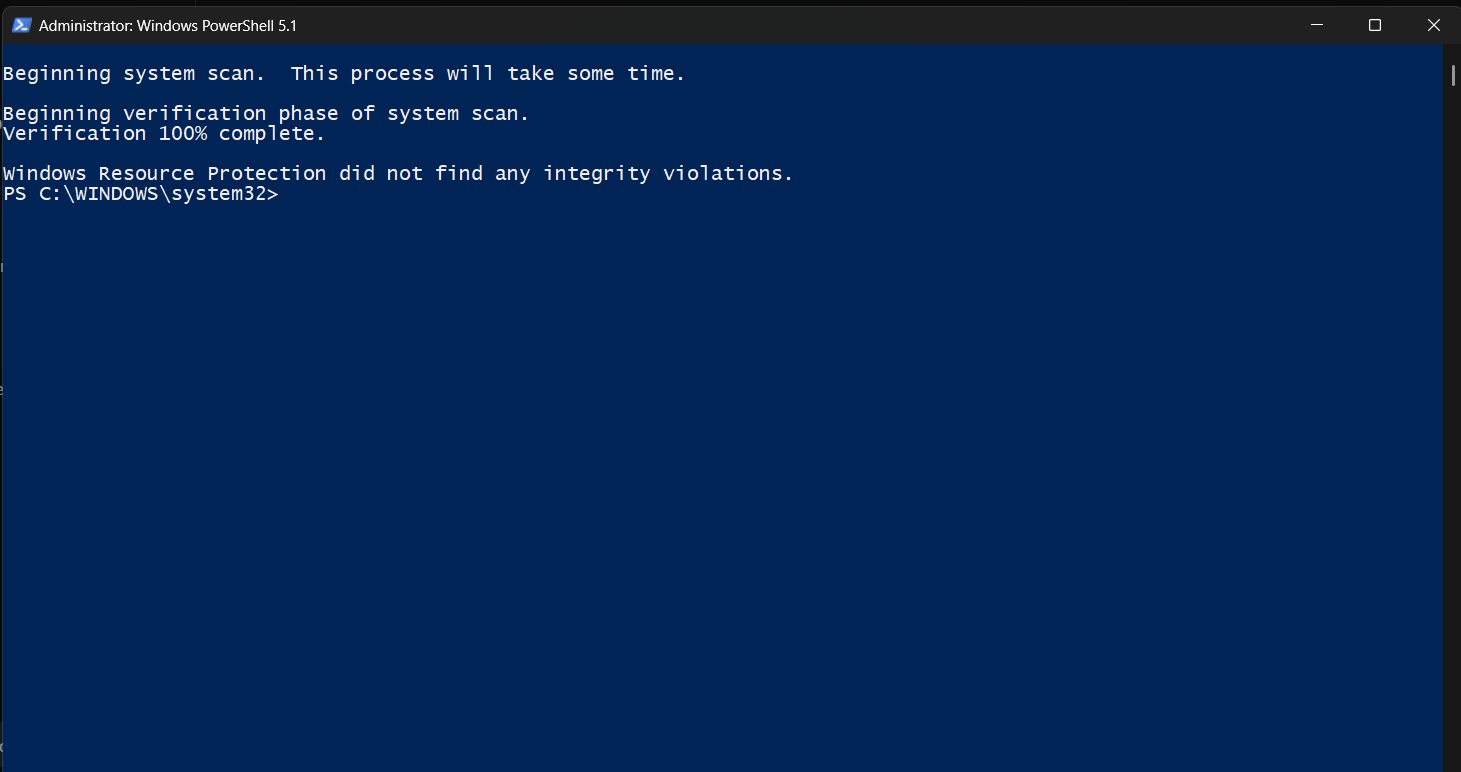 Administrator: Windows PowerShell 5.1
Beginning system scan.  This process will take some time.
Beginning verification phase of system scan.
Verification 100% complete.
Windows Resource Protection did not find any integrity violations.
PS C:\WINDOWS\system32>